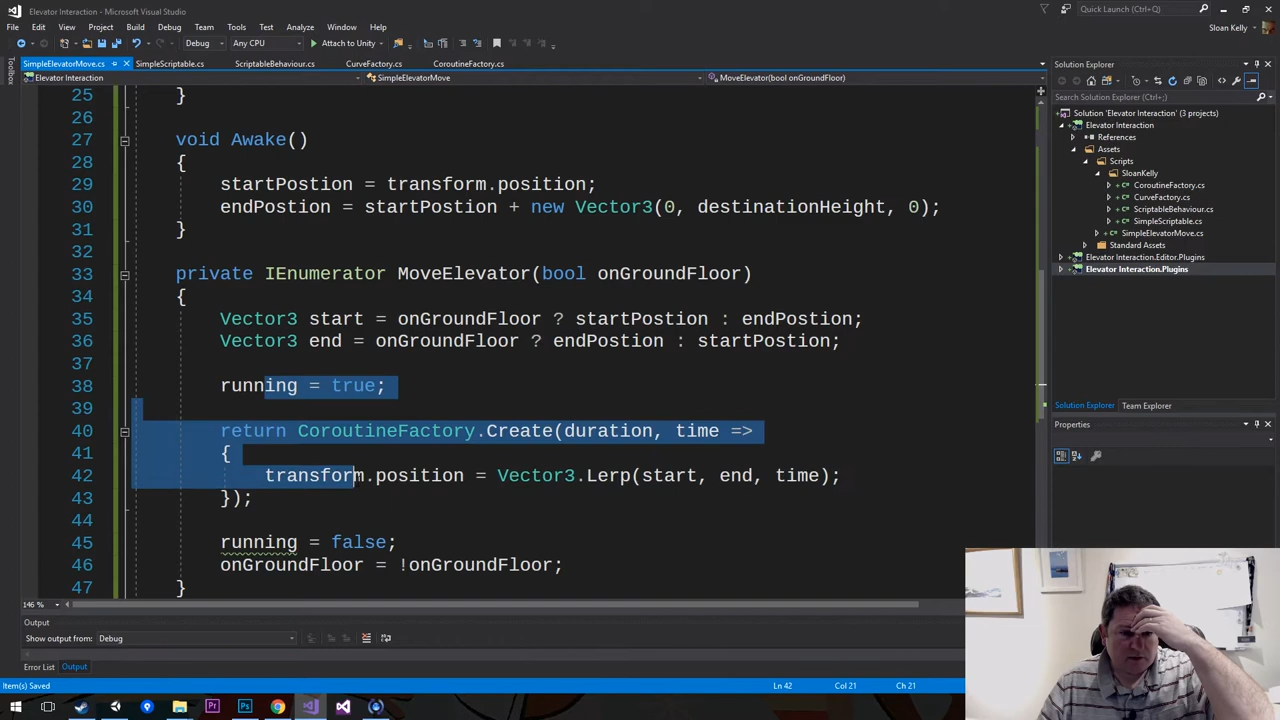 Elevator Interaction - Microsoft Visual Studio
Quick Launch (Ctrl+Q)
File Edit View Project Build Debug Team Tools Test Analyze Window Help
Sloan Kelly
Debug Any CPU Attach to Unity
SimpleElevatorMove.cs SimpleScriptable.cs ScriptableBehaviour.cs CurveFactory.cs CoroutineFactory.cs
Elevator Interaction SimpleElevatorMove MoveElevator(bool onGroundFloor)
Toolbox
25 }
26
27 void Awake()
28 {
29 startPostion = transform.position;
30 endPostion = startPostion + new Vector3(0, destinationHeight, 0);
31 }
32
33 private IEnumerator MoveElevator(bool onGroundFloor)
34 {
35 Vector3 start = onGroundFloor ? startPostion : endPostion;
36 Vector3 end = onGroundFloor ? endPostion : startPostion;
37
38 running = true;
39
40 return CoroutineFactory.Create(duration, time =>
41 {
42 transform.position = Vector3.Lerp(start, end, time);
43 });
44
45 running = false;
46 onGroundFloor = !onGroundFloor;
47 }
146 %
Output
Show output from: Debug
Error List Output
Item(s) Saved
Ln 42 Col 21 Ch 21
Solution Explorer
Search Solution Explorer (Ctrl+;)
Solution 'Elevator Interaction' (3 projects)
Elevator Interaction
References
Assets
Scripts
SloanKelly
CoroutineFactory.cs
CurveFactory.cs
ScriptableBehaviour.cs
SimpleScriptable.cs
SimpleElevatorMove.cs
Standard Assets
Elevator Interaction.Editor.Plugins
Elevator Interaction.Plugins
Solution Explorer Team Explorer
Properties